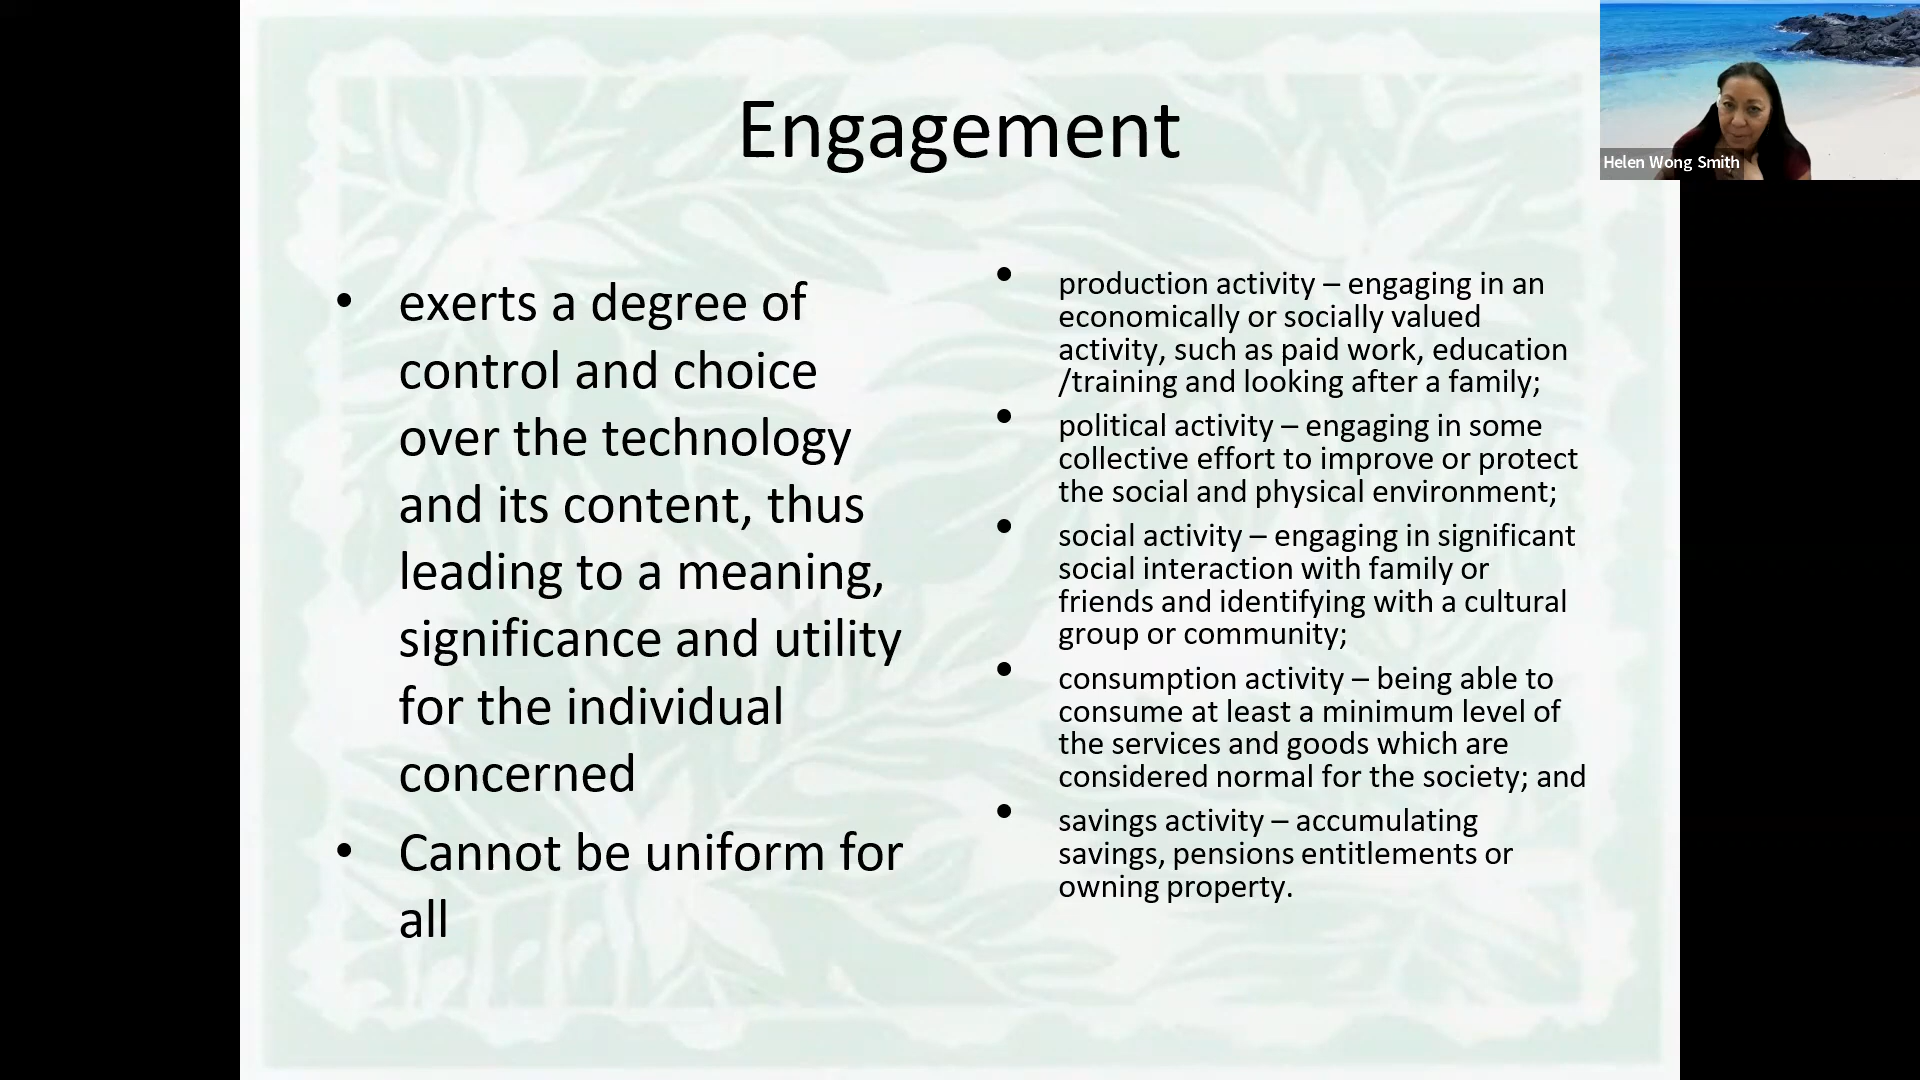 Engagement
• exerts a degree of
control and choice
over the technology
and its content, thus
leading to a meaning,
significance and utility
for the individual
concerned
• Cannot be uniform for
all
• production activity – engaging in an
economically or socially valued
activity, such as paid work, education
/training and looking after a family;
• political activity – engaging in some
collective effort to improve or protect
the social and physical environment;
• social activity – engaging in significant
social interaction with family or
friends and identifying with a cultural
group or community;
• consumption activity – being able to
consume at least a minimum level of
the services and goods which are
considered normal for the society; and
• savings activity – accumulating
savings, pensions entitlements or
owning property.
Helen Wong Smith